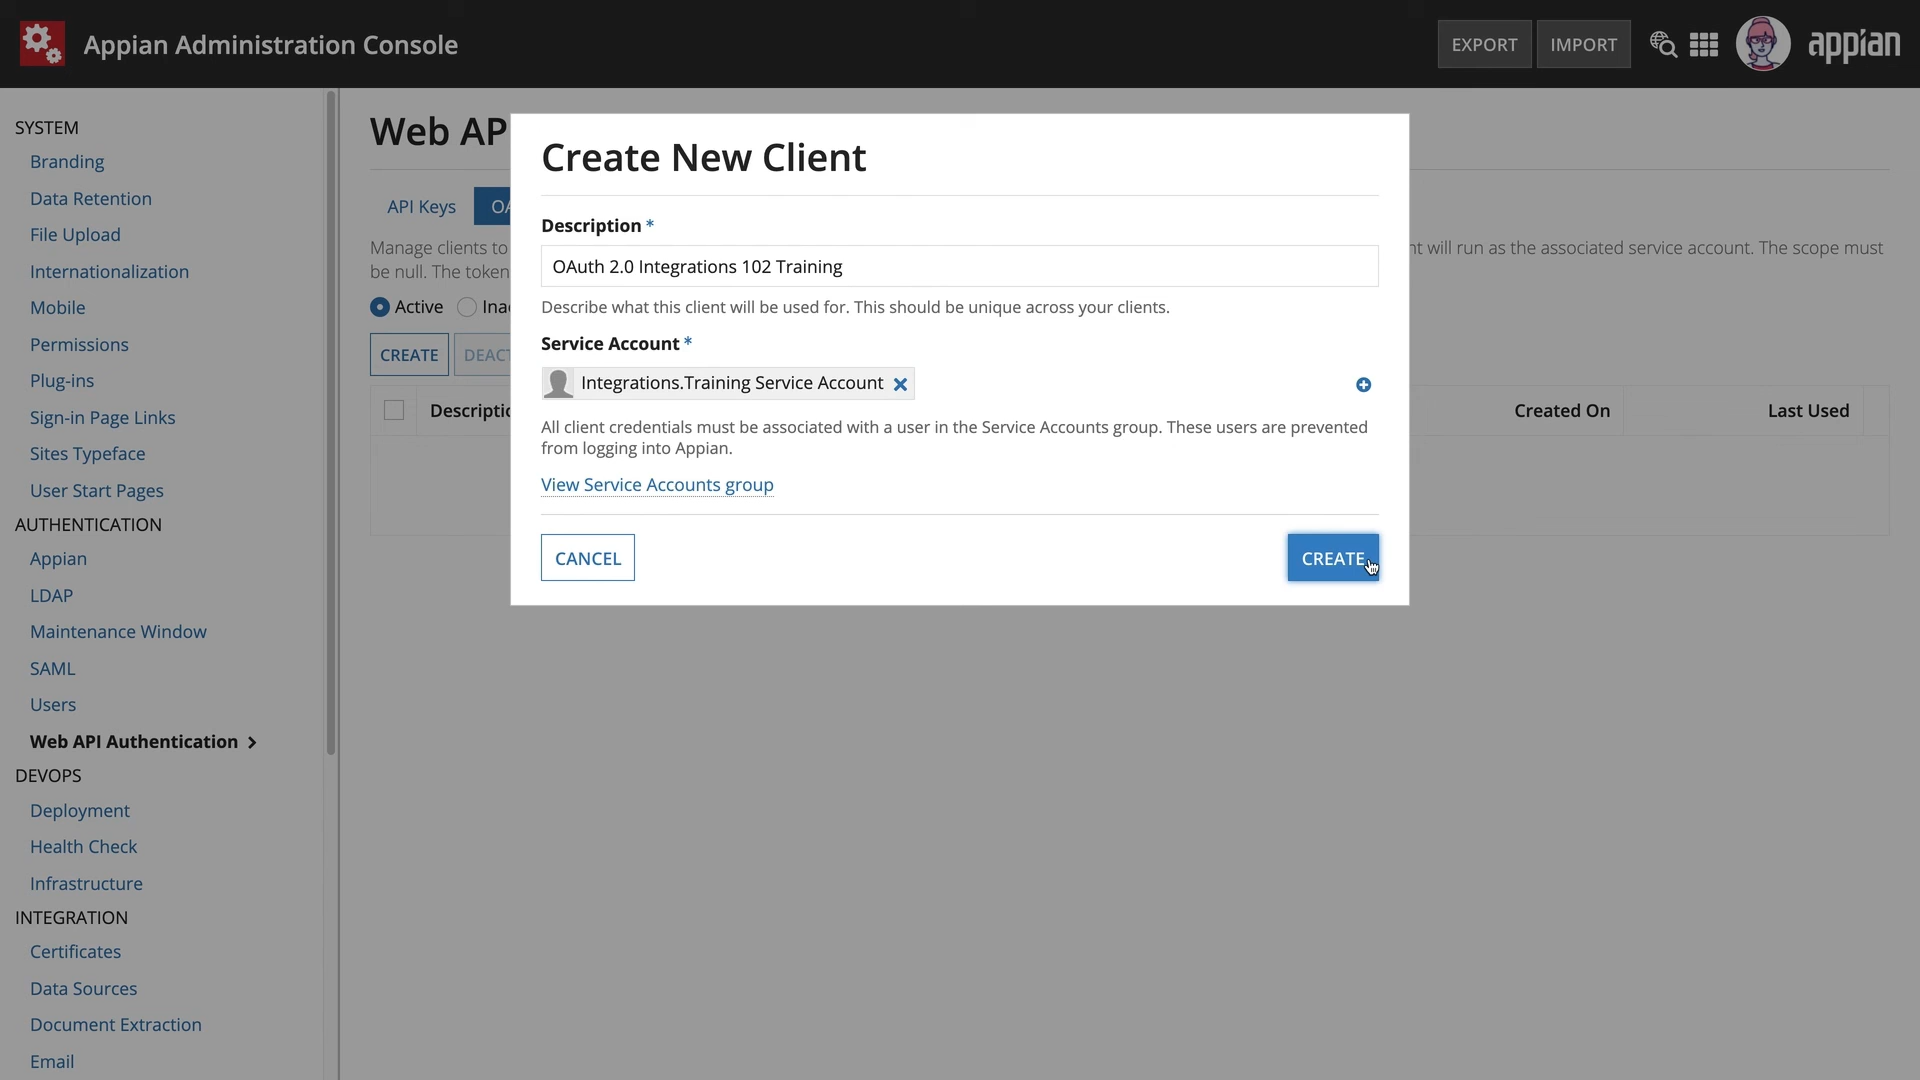 Appian Administration Console
EXPORT
IMPORT
appian
SYSTEM
Branding
Data Retention
File Upload
Internationalization
Mobile
Permissions
Plug-ins
Sign-in Page Links
Sites Typeface
User Start Pages
AUTHENTICATION
Appian
LDAP
Maintenance Window
SAML
Users
Web API Authentication
DEVOPS
Deployment
Health Check
Infrastructure
INTEGRATION
Certificates
Data Sources
Document Extraction
Email
Web AP
API Keys
OA
Manage clients to
nt will run as the associated service account. The scope must
be null. The token
Active
Ina
CREATE
DEACT
Descriptio
Created On
Last Used
Create New Client
Description *
OAuth 2.0 Integrations 102 Training
Describe what this client will be used for. This should be unique across your clients.
Service Account *
Integrations.Training Service Account
All client credentials must be associated with a user in the Service Accounts group. These users are prevented
from logging into Appian.
View Service Accounts group
CANCEL
CREATE